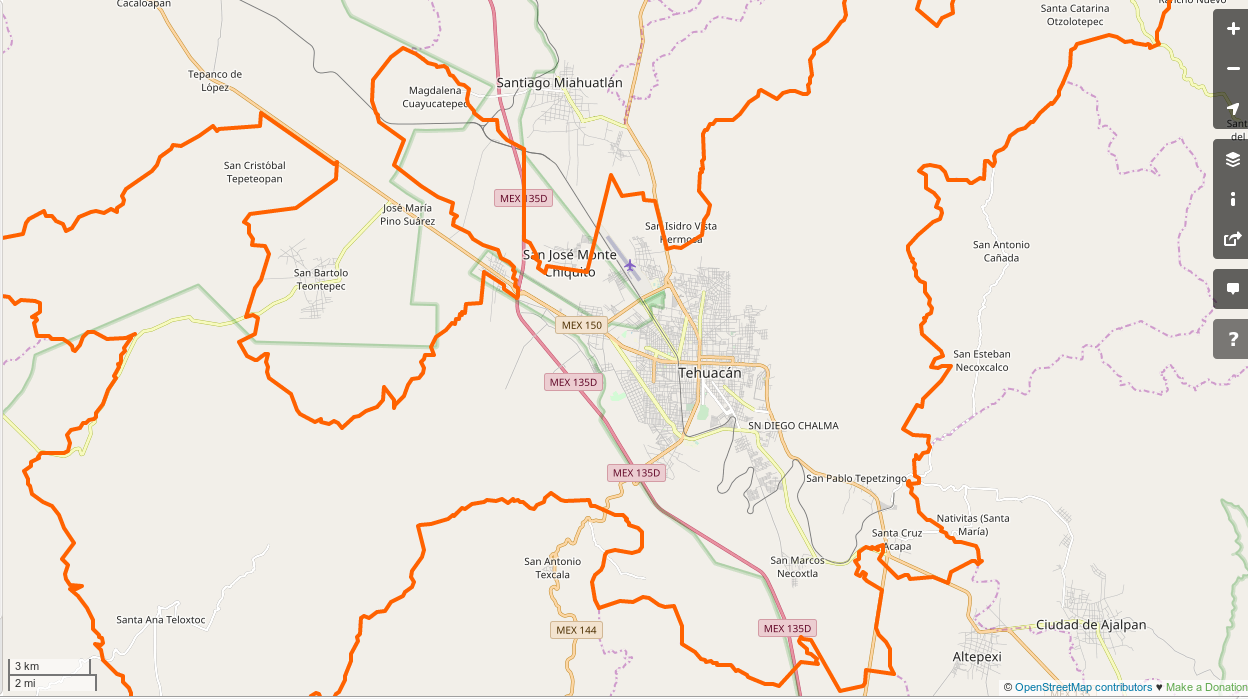 Cacaloapan
Santa Catarina
Otzolotepec
Rancho Nuevo
Tepanco de
López
Santiago Miahuatlán
Magdalena
Cuayucatepec
Sant
del
San Cristóbal
Tepeteopan
MEX 135D
José María
Pino Suárez
San Isidro Vista
Hermosa
San Antonio
Cañada
San José Monte
Chiquito
San Bartolo
Teontepec
MEX 150
?
San Esteban
Necoxcalco
Tehuacán
MEX 135D
SN DIEGO CHALMA
MEX 135D
San Pablo Tepetzingo
Nativitas (Santa
María)
Santa Cruz
Acapa
San Antonio
Texcala
San Marcos
Necoxtla
Santa Ana Teloxtoc
MEX 144
MEX 135D
Ciudad de Ajalpan
Altepexi
3 km
2 mi
© OpenStreetMap contributors ♥ Make a Donation